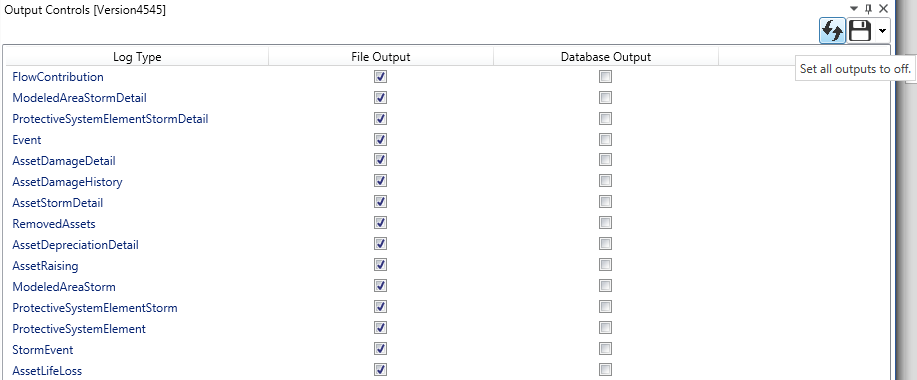 Output Controls [Version4545]
Log Type File Output Database Output
Set all outputs to off.
FlowContribution
ModeledAreaStormDetail
ProtectiveSystemElementStormDetail
Event
AssetDamageDetail
AssetDamageHistory
AssetStormDetail
RemovedAssets
AssetDepreciationDetail
AssetRaising
ModeledAreaStorm
ProtectiveSystemElementStorm
ProtectiveSystemElement
StormEvent
AssetLifeLoss